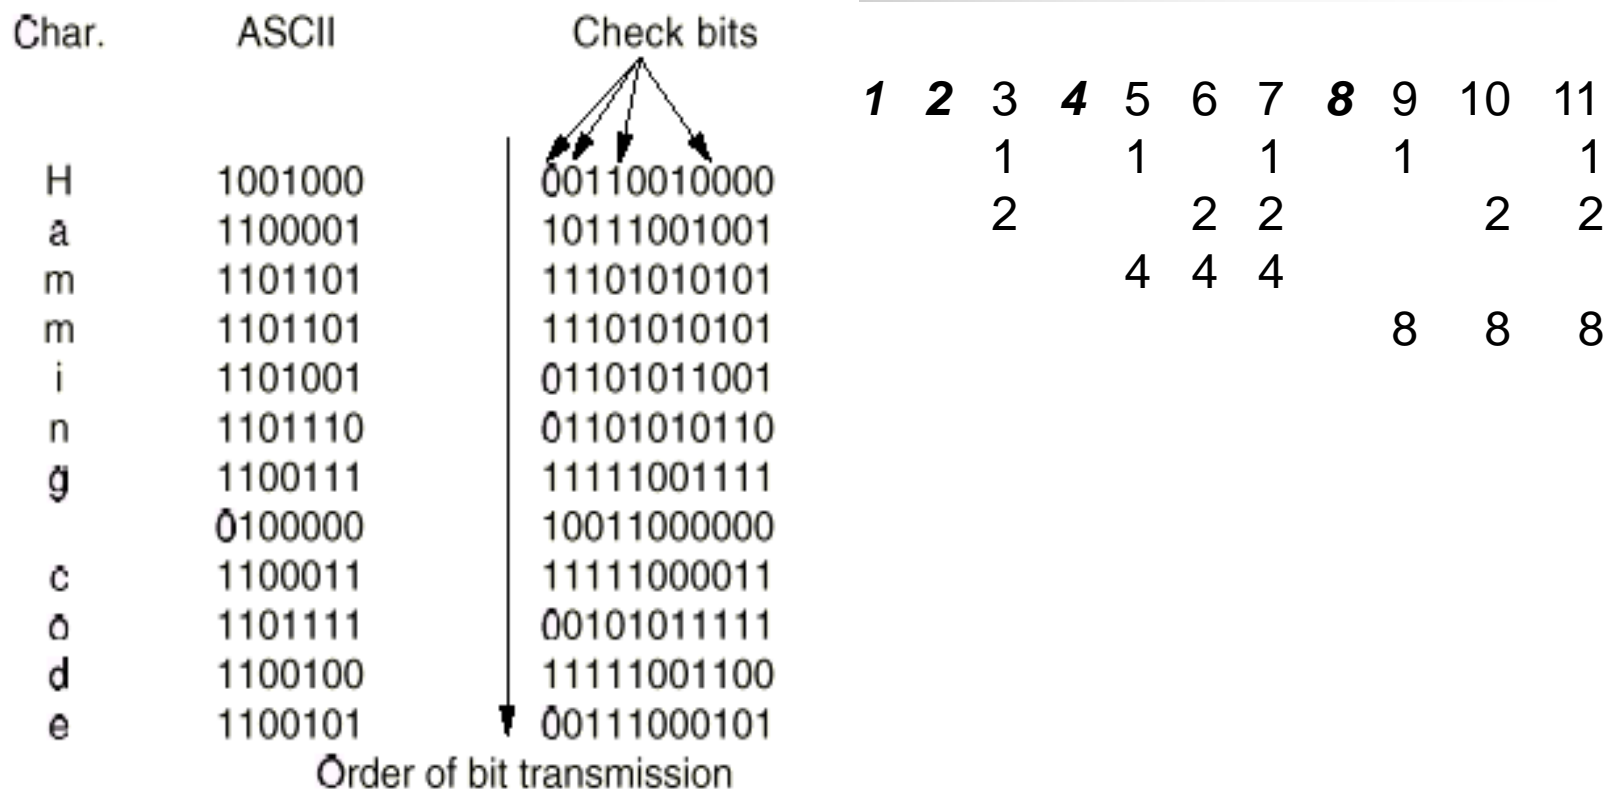 Char. ASCII Check bits
H 1001000 00110010000
a 1100001 10111001001
m 1101101 11101010101
m 1101101 11101010101
i 1101001 01101011001
n 1101110 01101010110
g 1100111 11111001111
0100000 10011000000
c 1100011 11111000011
o 1101111 00101011111
d 1100100 11111001100
e 1100101 00111000101
Order of bit transmission
1 2 3 4 5 6 7 8 9 10 11
1 1 1 1 1
2 2 2 2 2
4 4 4
8 8 8